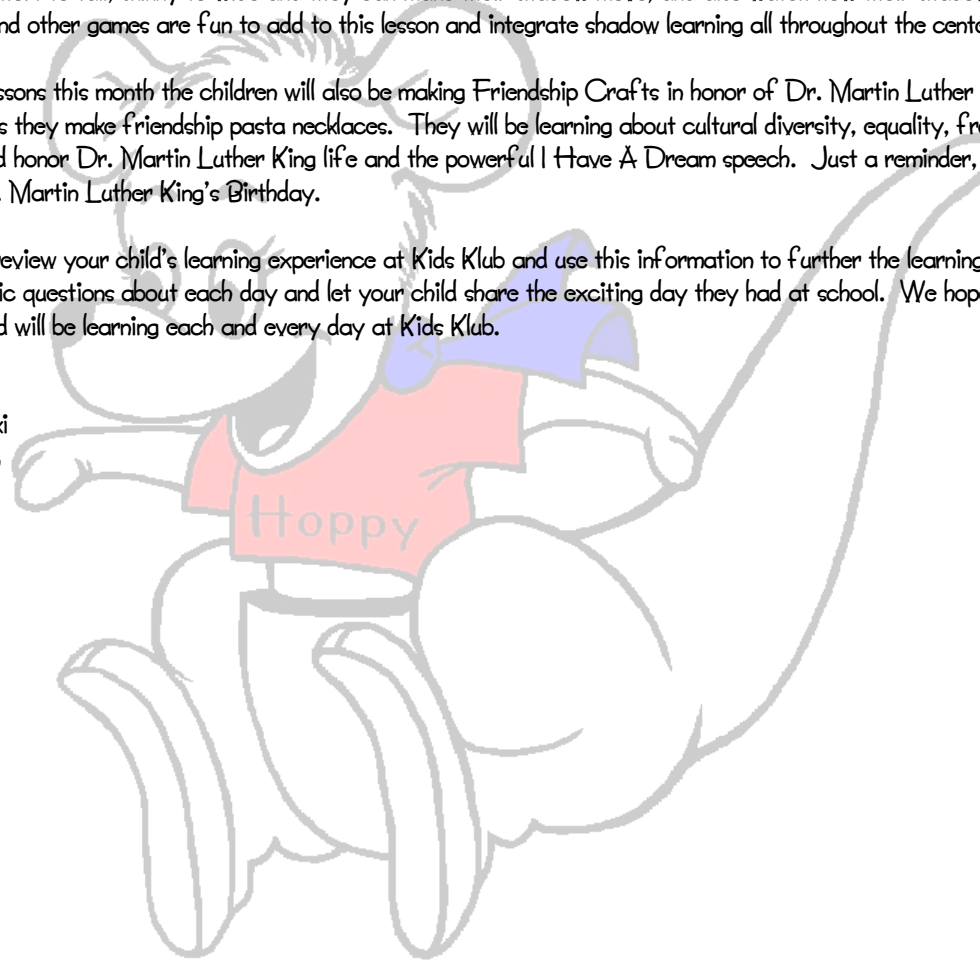 nd other games are fun to add to this lesson and integrate shadow learning all throughout the cent
ssons this month the children will also be making Friendship Crafts in honor of Dr. Martin Luther
s they make friendship pasta necklaces. They will be learning about cultural diversity, equality, fr
d honor Dr. Martin Luther King life and the powerful I Have A Dream speech. Just a reminder,
. Martin Luther King's Birthday.
eview your child's learning experience at Kids Klub and use this information to further the learning
ic questions about each day and let your child share the exciting day they had at school. We hop
d will be learning each and every day at Kids Klub.
xi
Hoppy